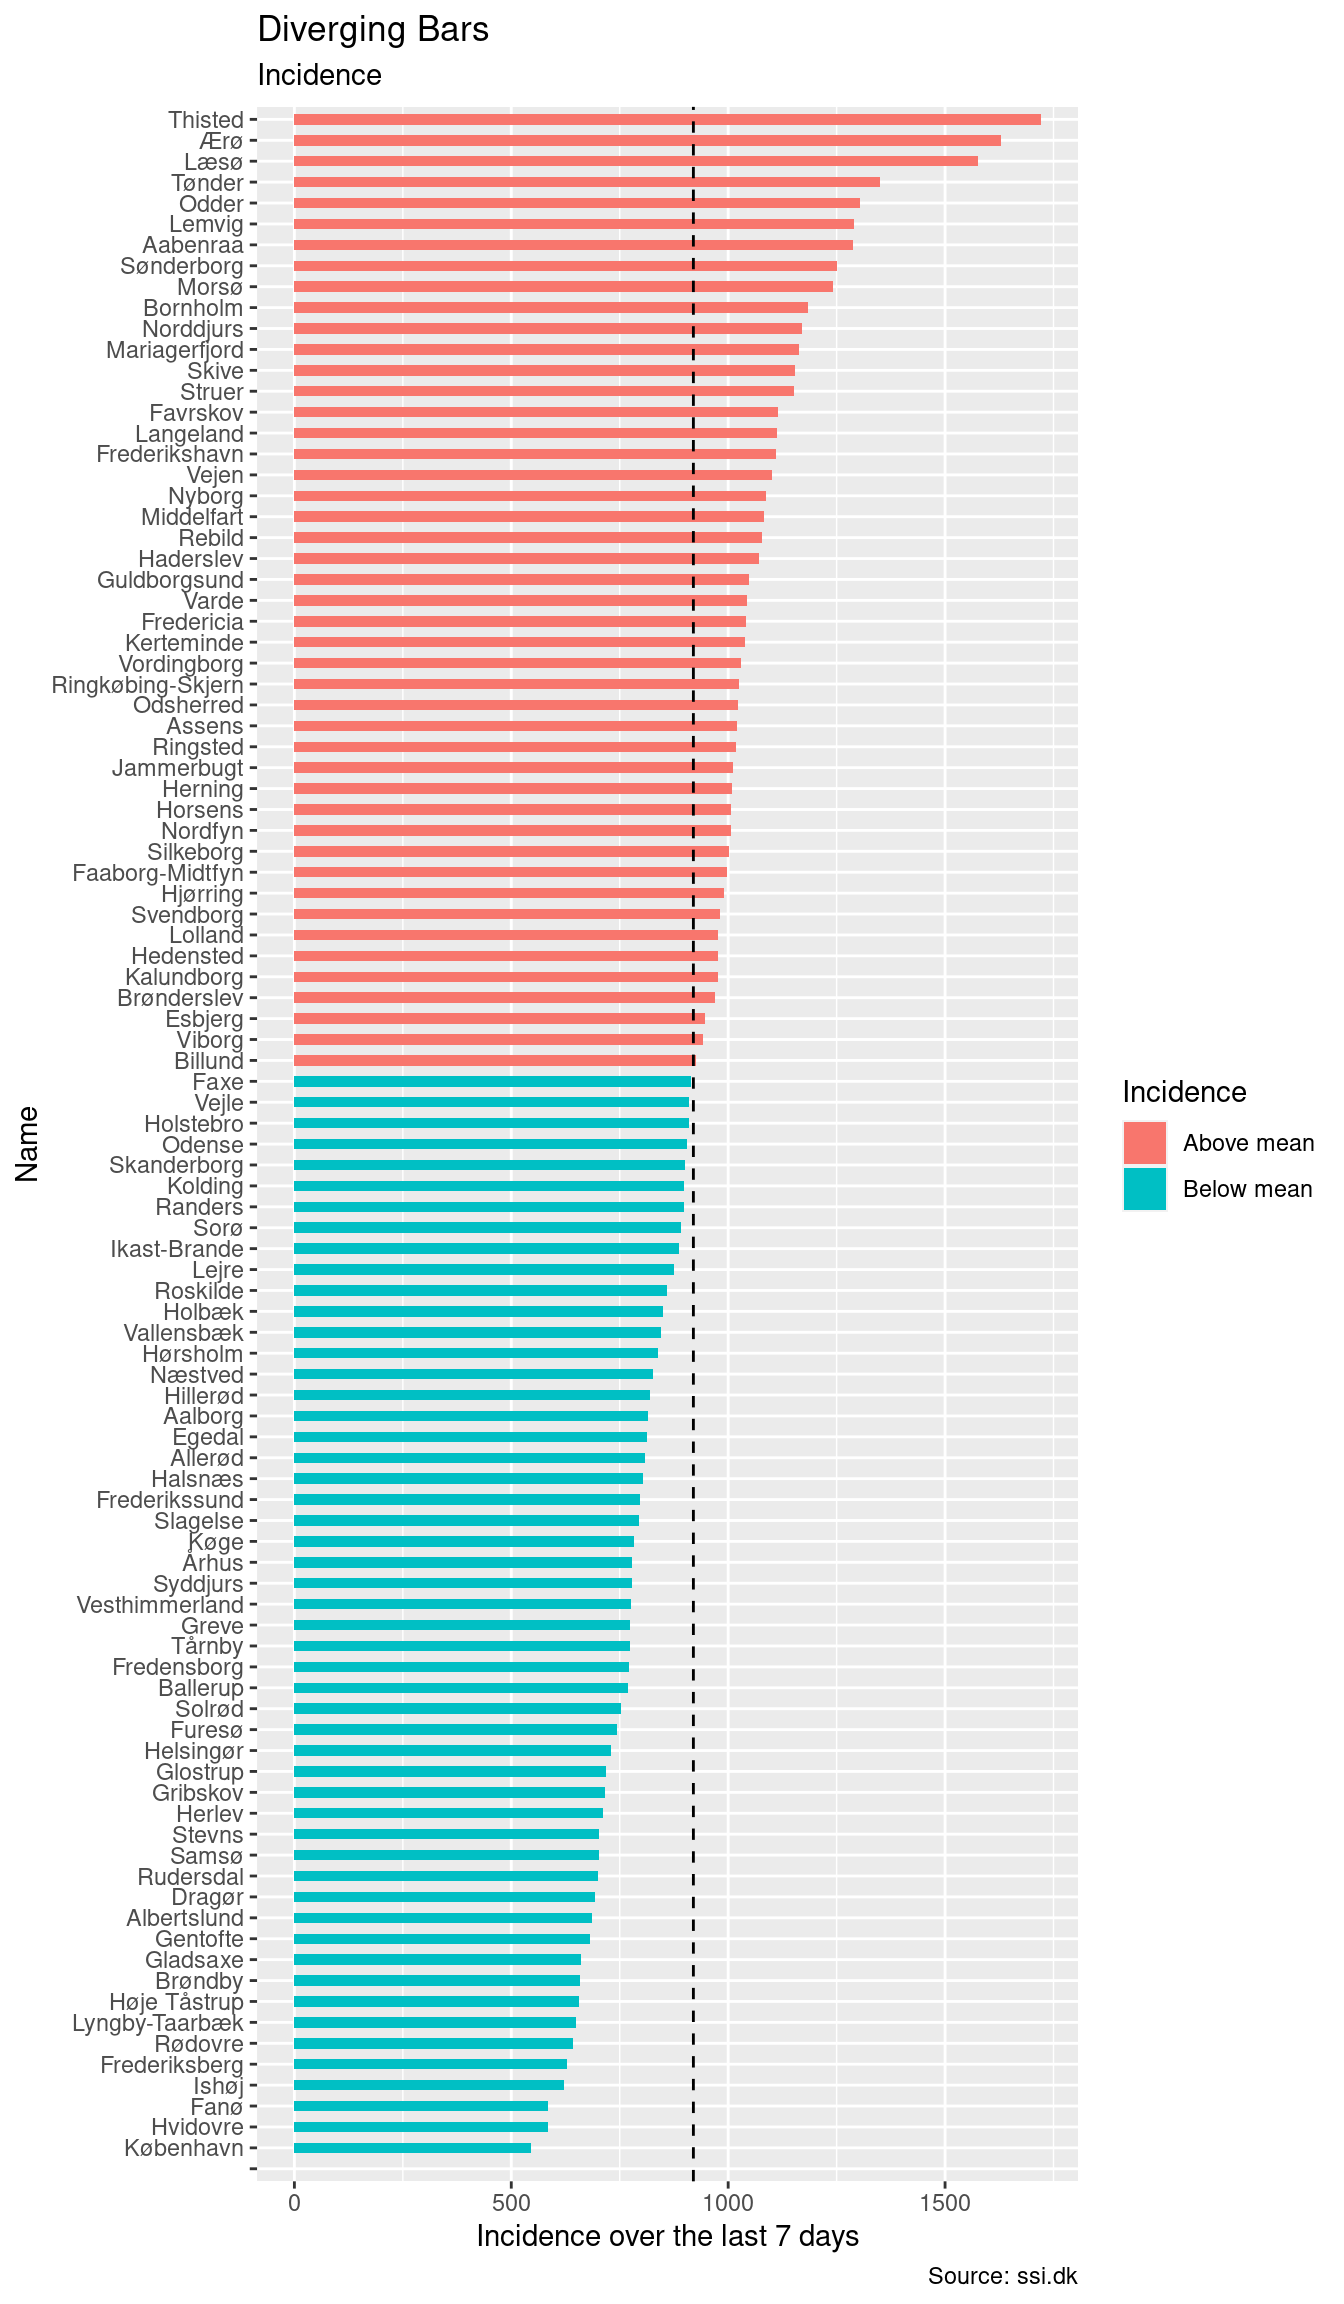 Diverging Bars
Incidence
Thisted
Ærø
Læsø
Tønder
Odder
Lemvig
Aabenraa
Sønderborg
Morsø
Bornholm
Norddjurs
Mariagerfjord
Skive
Struer
Favrskov
Langeland
Frederikshavn
Vejen
Nyborg
Middelfart
Rebild
Haderslev
Guldborgsund
Varde
Fredericia
Kerteminde
Vordingborg
Ringkøbing-Skjern
Odsherred
Assens
Ringsted
Jammerbugt
Herning
Horsens
Nordfyn
Silkeborg
Faaborg-Midtfyn
Hjørring
Svendborg
Lolland
Hedensted
Kalundborg
Brønderslev
Esbjerg
Viborg
Billund
Faxe
Vejle
Holstebro
Odense
Skanderborg
Kolding
Randers
Sorø
Ikast-Brande
Lejre
Roskilde
Holbæk
Vallensbæk
Hørsholm
Næstved
Hillerød
Aalborg
Egedal
Allerød
Halsnæs
Frederikssund
Slagelse
Køge
Århus
Syddjurs
Vesthimmerland
Greve
Tårnby
Fredensborg
Ballerup
Solrød
Furesø
Helsingør
Glostrup
Gribskov
Herlev
Stevns
Samsø
Rudersdal
Dragør
Albertslund
Gentofte
Gladsaxe
Brøndby
Høje Tåstrup
Lyngby-Taarbæk
Rødovre
Frederiksberg
Ishøj
Fanø
Hvidovre
København
Name
0 500 1000 1500
Incidence over the last 7 days
Incidence
Above mean
Below mean
Source: ssi.dk